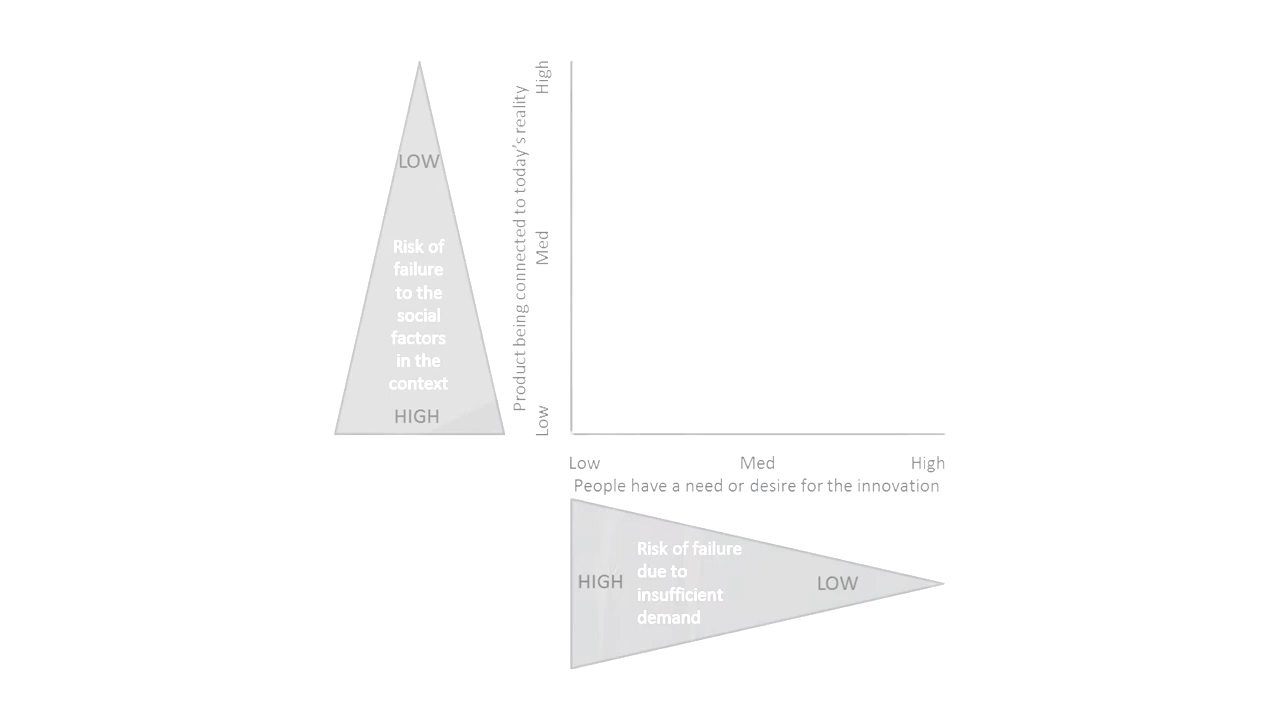 LOW
Risk of
failure
to the
social
factors
in the
context
HIGH
Product being connected to today's reality
High
Med
Low
Low Med High
People have a need or desire for the innovation
HIGH
Risk of failure
due to
insufficient
demand
LOW